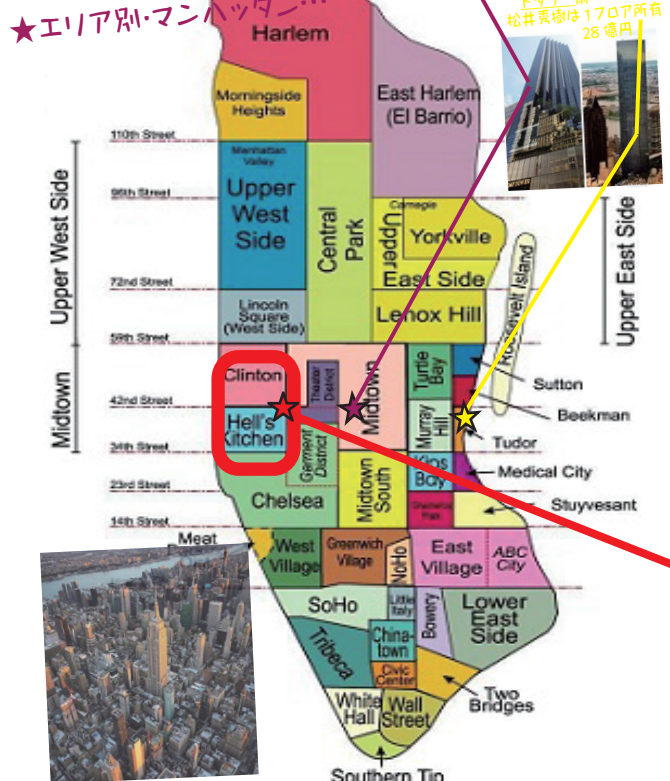 ★エリア別・マンハッタン…
松井秀樹は1フロア所有
28億円
Harlem
Morningside
Heights
East Harlem
(El Barrio)
110th Street
Manhattan
Valley
Upper
West
Side
Upper West Side
96th Street
Central
Park
Carnegie
Upper
Yorkville
East Side
Upper East Side
72nd Street
Lincoln
Square
(West Side)
Lenox Hill
Roosevelt Island
59th Street
Midtown
Clinton
Theater
District
Midtown
Turtle
Bay
Sutton
42nd Street
Beekman
Hell's
Kitchen
Garment
District
Murray
Hill
Tudor
34th Street
Midtown
South
Kips
Bay
Medical City
23rd Street
Chelsea
Stuyvesant
14th Street
Meat
West
Village
Greenwich
Village
NoHo
East
Village
ABC
City
SoHo
Little
Italy
Bowery
Lower
East
Side
Tribeca
China-
town
Civic
Center
Two
Bridges
White
Hall
Wall
Street
Southern Tip